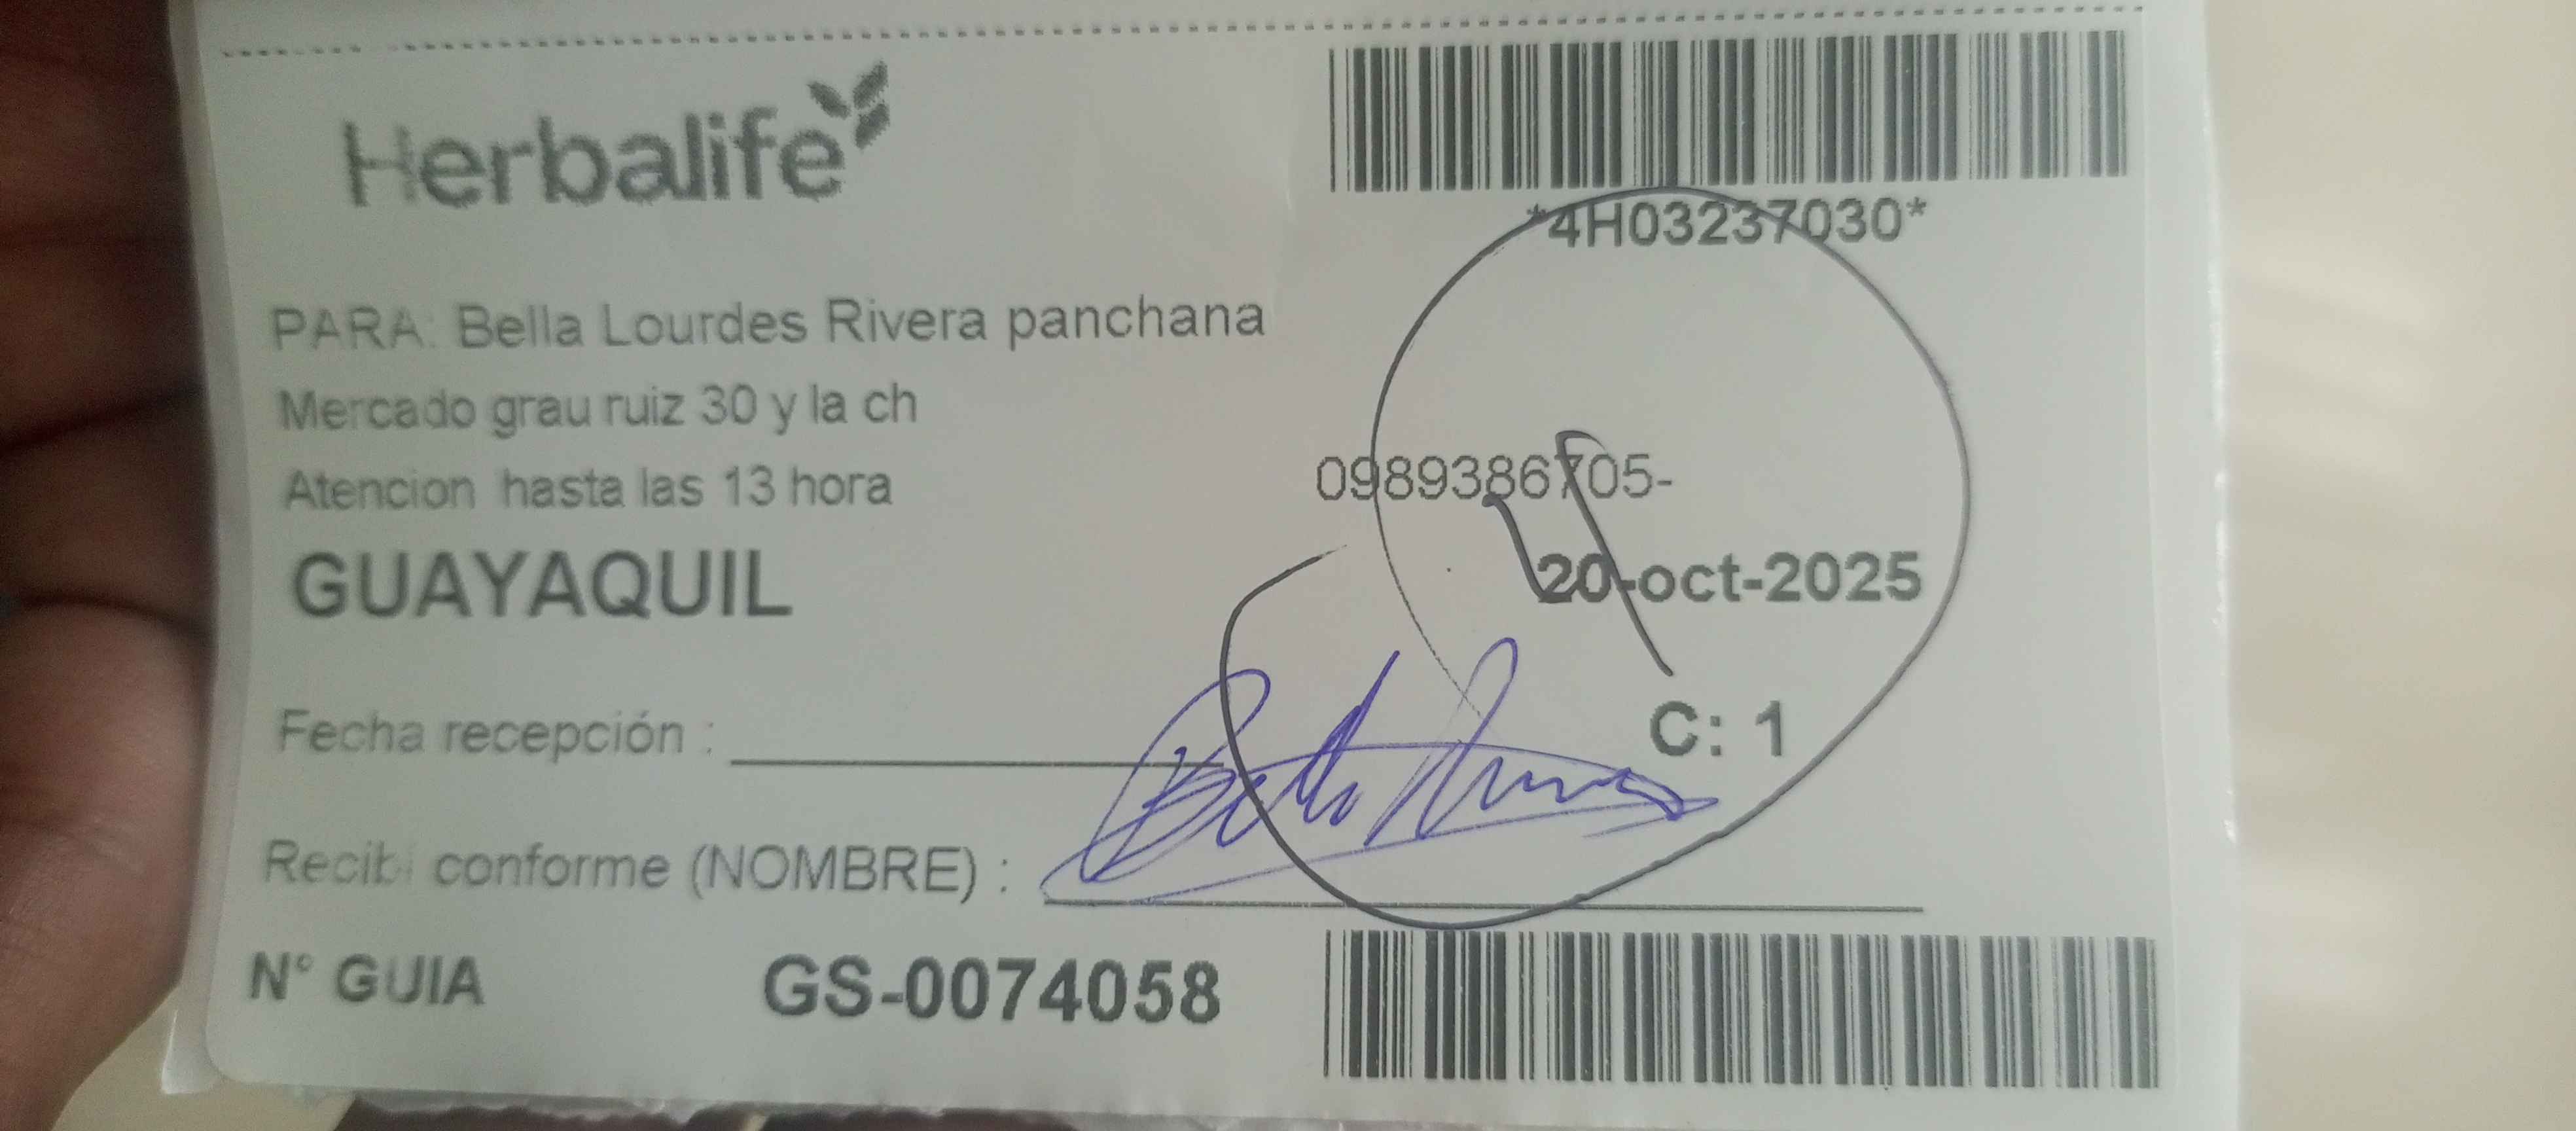 Herbalife
*4H03237030*
PARA: Bella Lourdes Rivera panchana
Mercado grau ruiz 30 y la ch
Atencion hasta las 13 hora
0989386705-
GUAYAQUIL
20-oct-2025
C: 1
Fecha recepción :
Recibi conforme (NOMBRE) :
N° GUIA GS-0074058